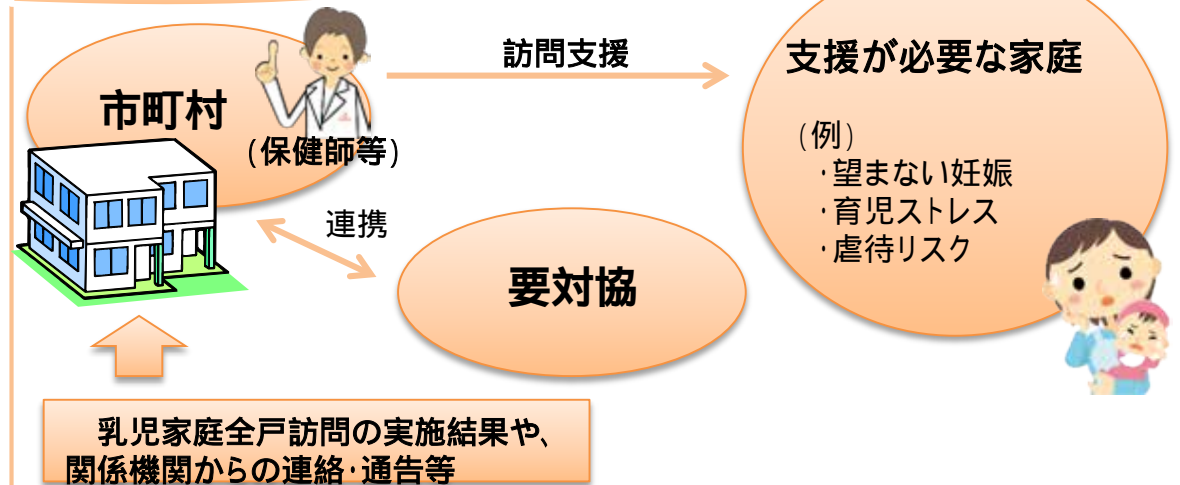 訪問支援
支援が必要な家庭
市町村
(保健師等)
(例)
・望まない妊娠
・育児ストレス
・虐待リスク
連携
要対協
乳児家庭全戸訪問の実施結果や、
関係機関からの連絡・通告等